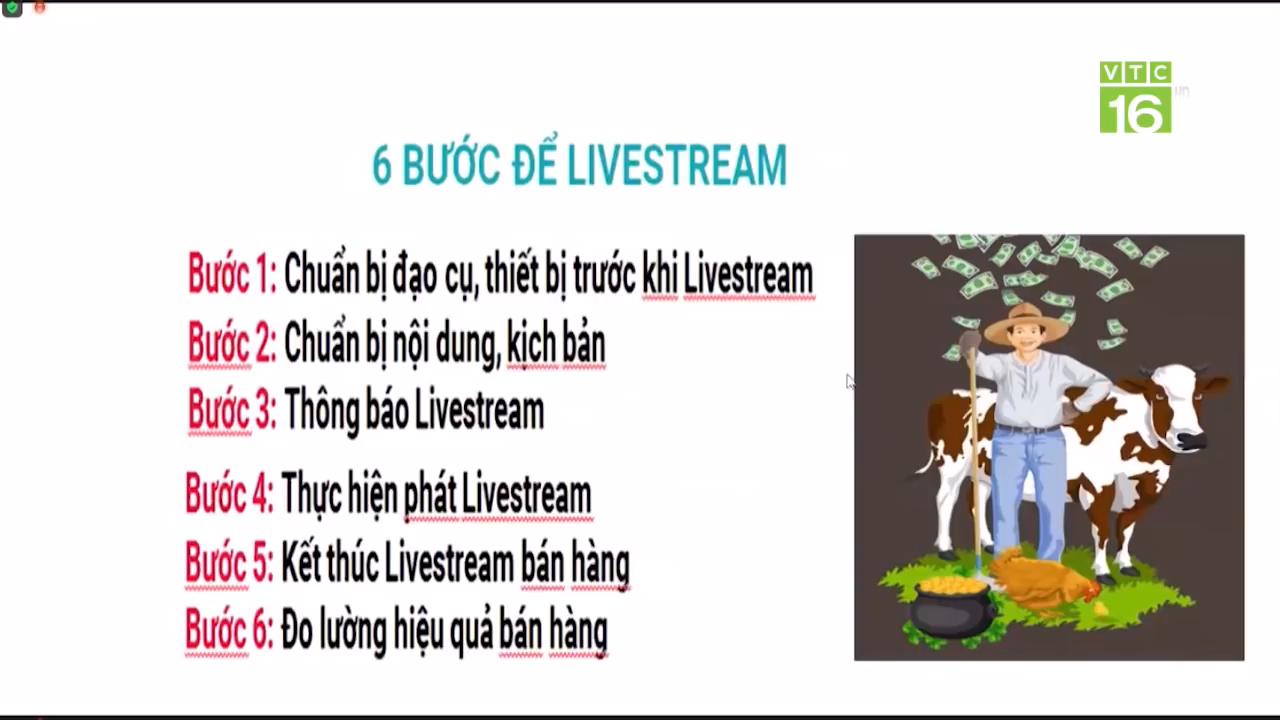 VTC
16
6 BƯỚC ĐỂ LIVESTREAM
Bước 1: Chuẩn bị đạo cụ, thiết bị trước khi Livestream
Bước 2: Chuẩn bị nội dung, kịch bản
Bước 3: Thông báo Livestream
Bước 4: Thực hiện phát Livestream
Bước 5: Kết thúc Livestream bán hàng
Bước 6: Đo lường hiệu quả bán hàng